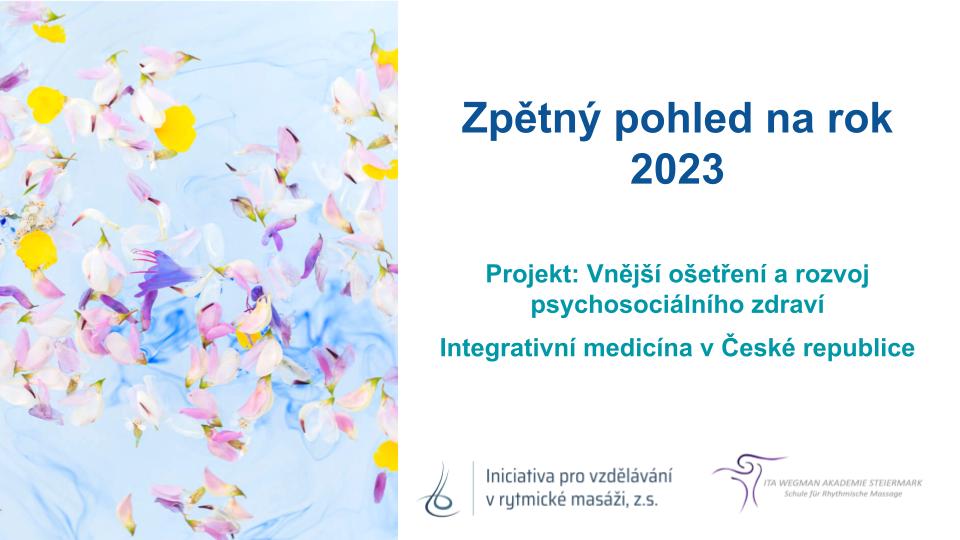 Zpětný pohled na rok
2023
Projekt: Vnější ošetření a rozvoj
psychosociálního zdraví
Integrativní medicína v České republice
Iniciativa pro vzdělávání
v rytmické masáži, z.s.
ITA WEGMAN AKADEMIE STEIERMARK
Schule für Rhythmische Massage